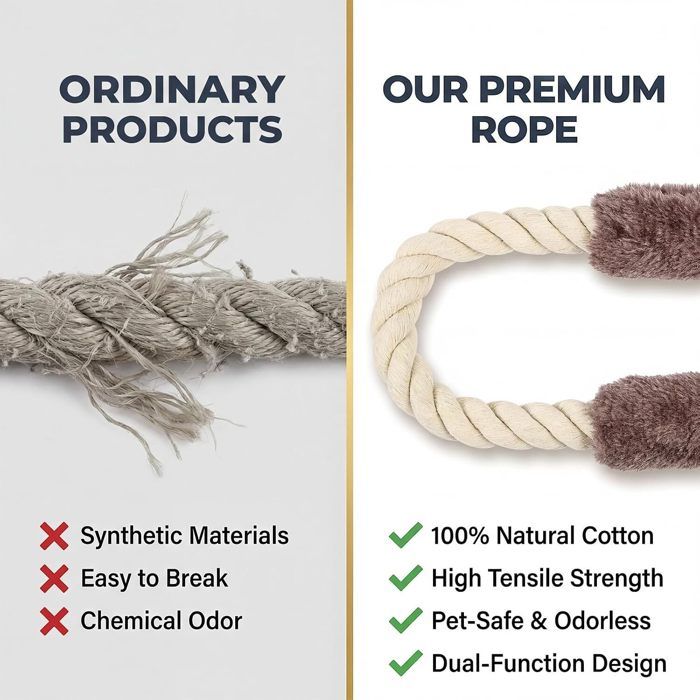 ORDINARY
PRODUCTS
Synthetic Materials
Easy to Break
Chemical Odor
OUR PREMIUM
ROPE
100% Natural Cotton
High Tensile Strength
Pet-Safe & Odorless
Dual-Function Design